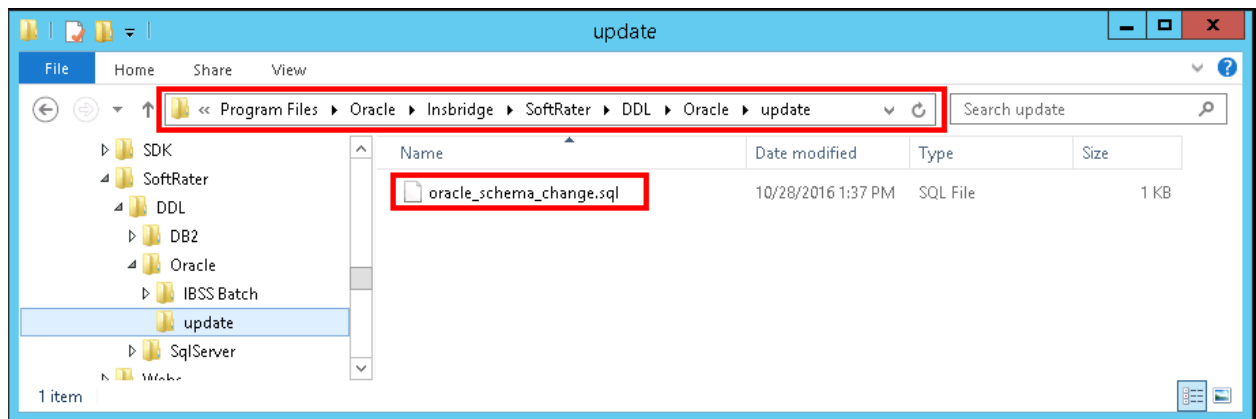 update
File Home Share View
« Program Files Oracle Insbridge SoftRater DDL Oracle update Search update
SDK
SoftRater
DDL
DB2
Oracle
IBSS Batch
update
SqlServer
Name Date modified Type Size
oracle_schema_change.sql 10/28/2016 1:37 PM SQL File 1 KB
1 item